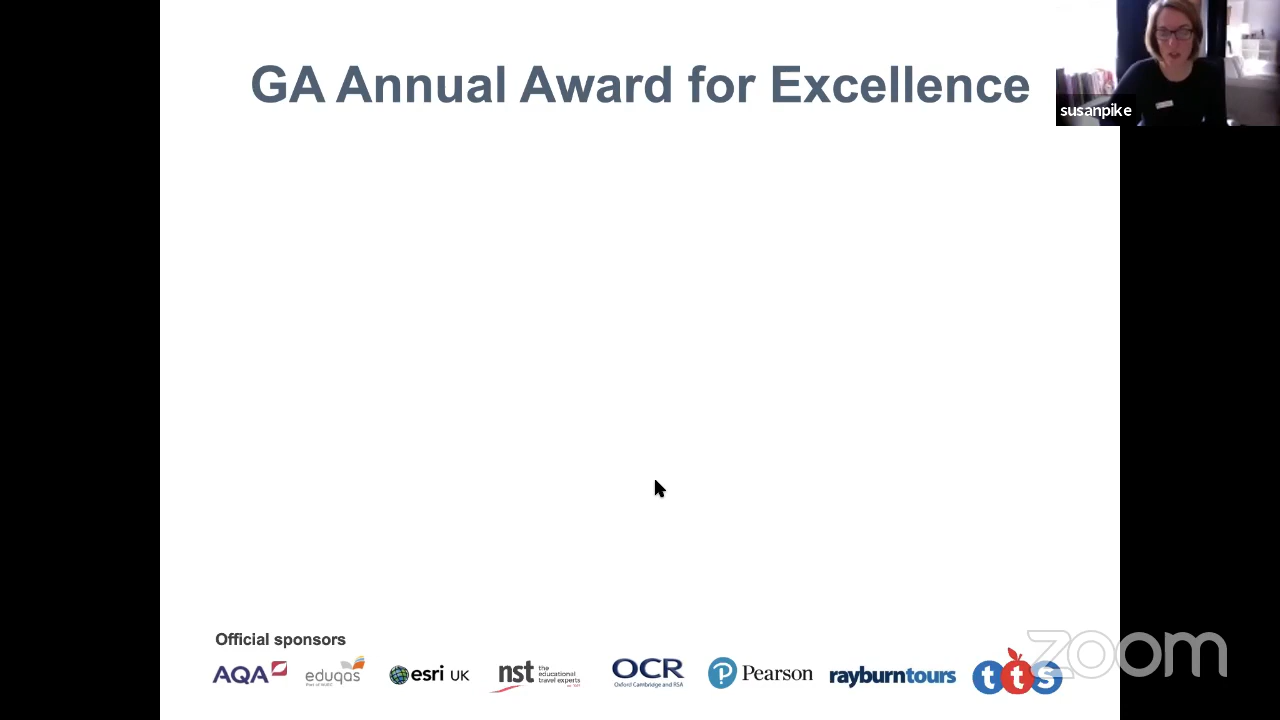 GA Annual Award for Excellence
susanpike
Official sponsors
AQA
eduqas
esri UK
nst the educational travel experts
OCR
Oxford Cambridge and RSA
Pearson
rayburntours
tts
zoom